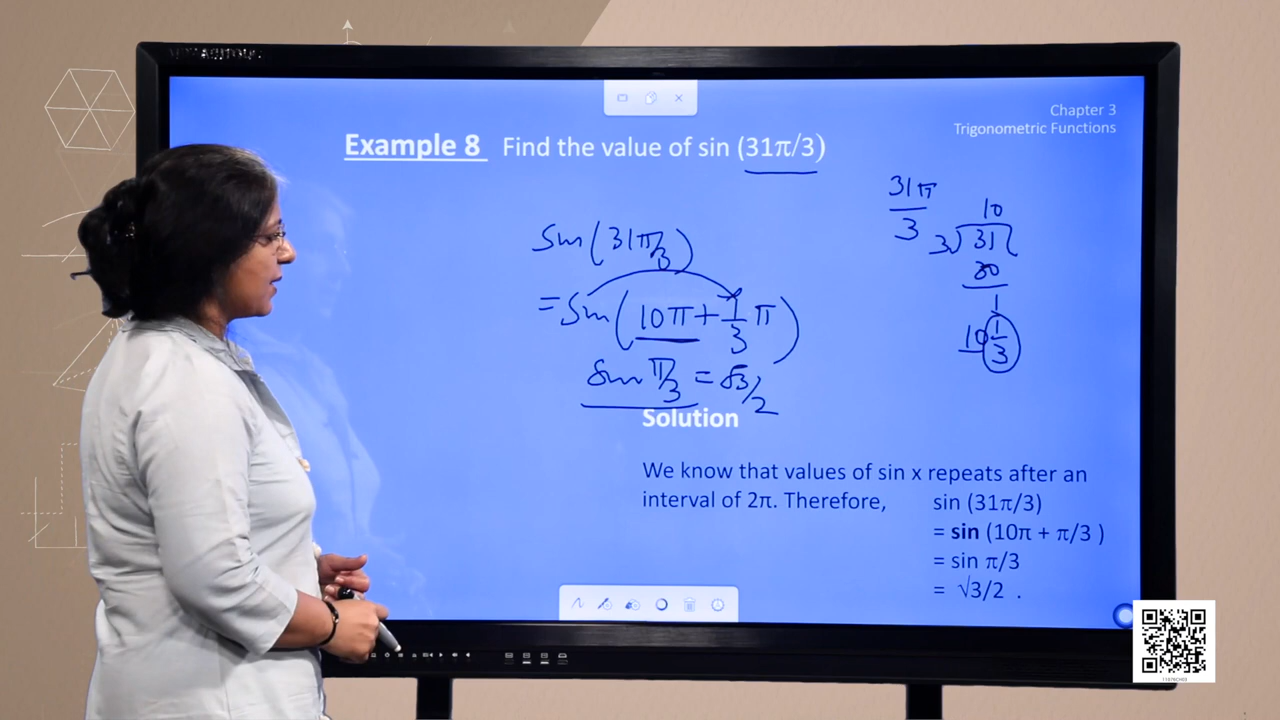 Chapter 3
Trigonometric Functions
Example 8 Find the value of sin (31π/3)
31π
3
10
3 31
30
1
10 1/3
sin(31π/3)
= sin(10π + 1/3 π)
sin π/3 = √3/2
Solution
We know that values of sin x repeats after an
interval of 2π. Therefore, sin (31π/3)
= sin (10π + π/3 )
= sin π/3
= √3/2 .
11076CH03